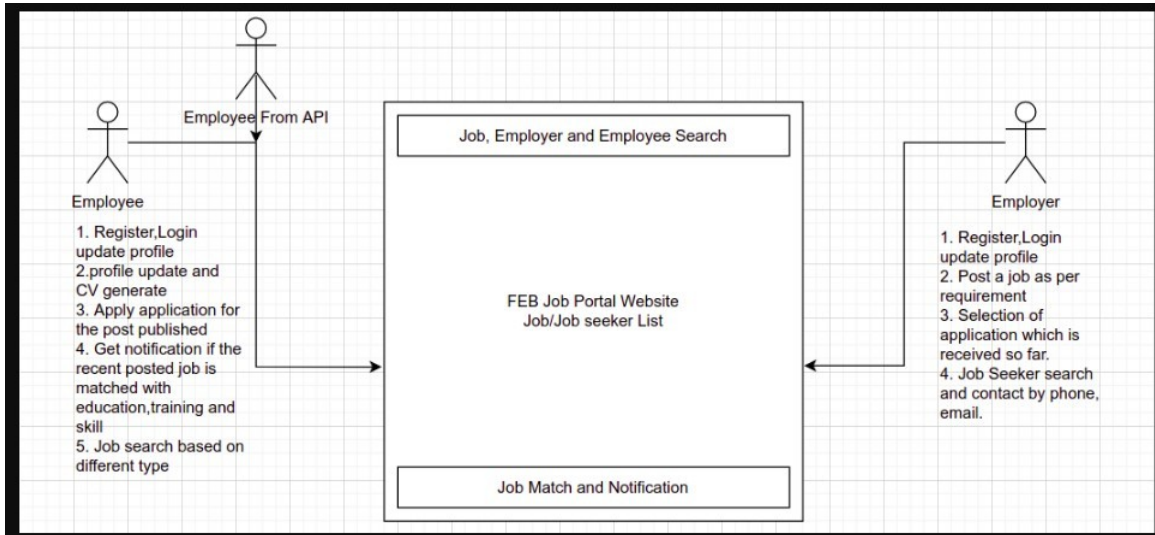 Employee From API
Employee
1. Register,Login
update profile
2.profile update and
CV generate
3. Apply application for
the post published
4. Get notification if the
recent posted job is
matched with
education,training and
skill
5. Job search based on
different type
Job, Employer and Employee Search
FEB Job Portal Website
Job/Job seeker List
Job Match and Notification
Employer
1. Register,Login
update profile
2. Post a job as per
requirement
3. Selection of
application which is
received so far.
4. Job Seeker search
and contact by phone,
email.